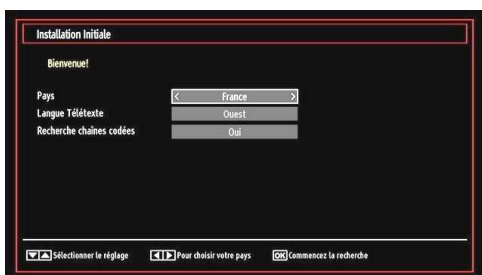 Installation Initiale
Bienvenue!
Pays < France >
Langue Télétexte Ouest
Recherche chaînes codées Oui
Sélectionner le réglage Pour choisir votre pays OK Commencez la recherche